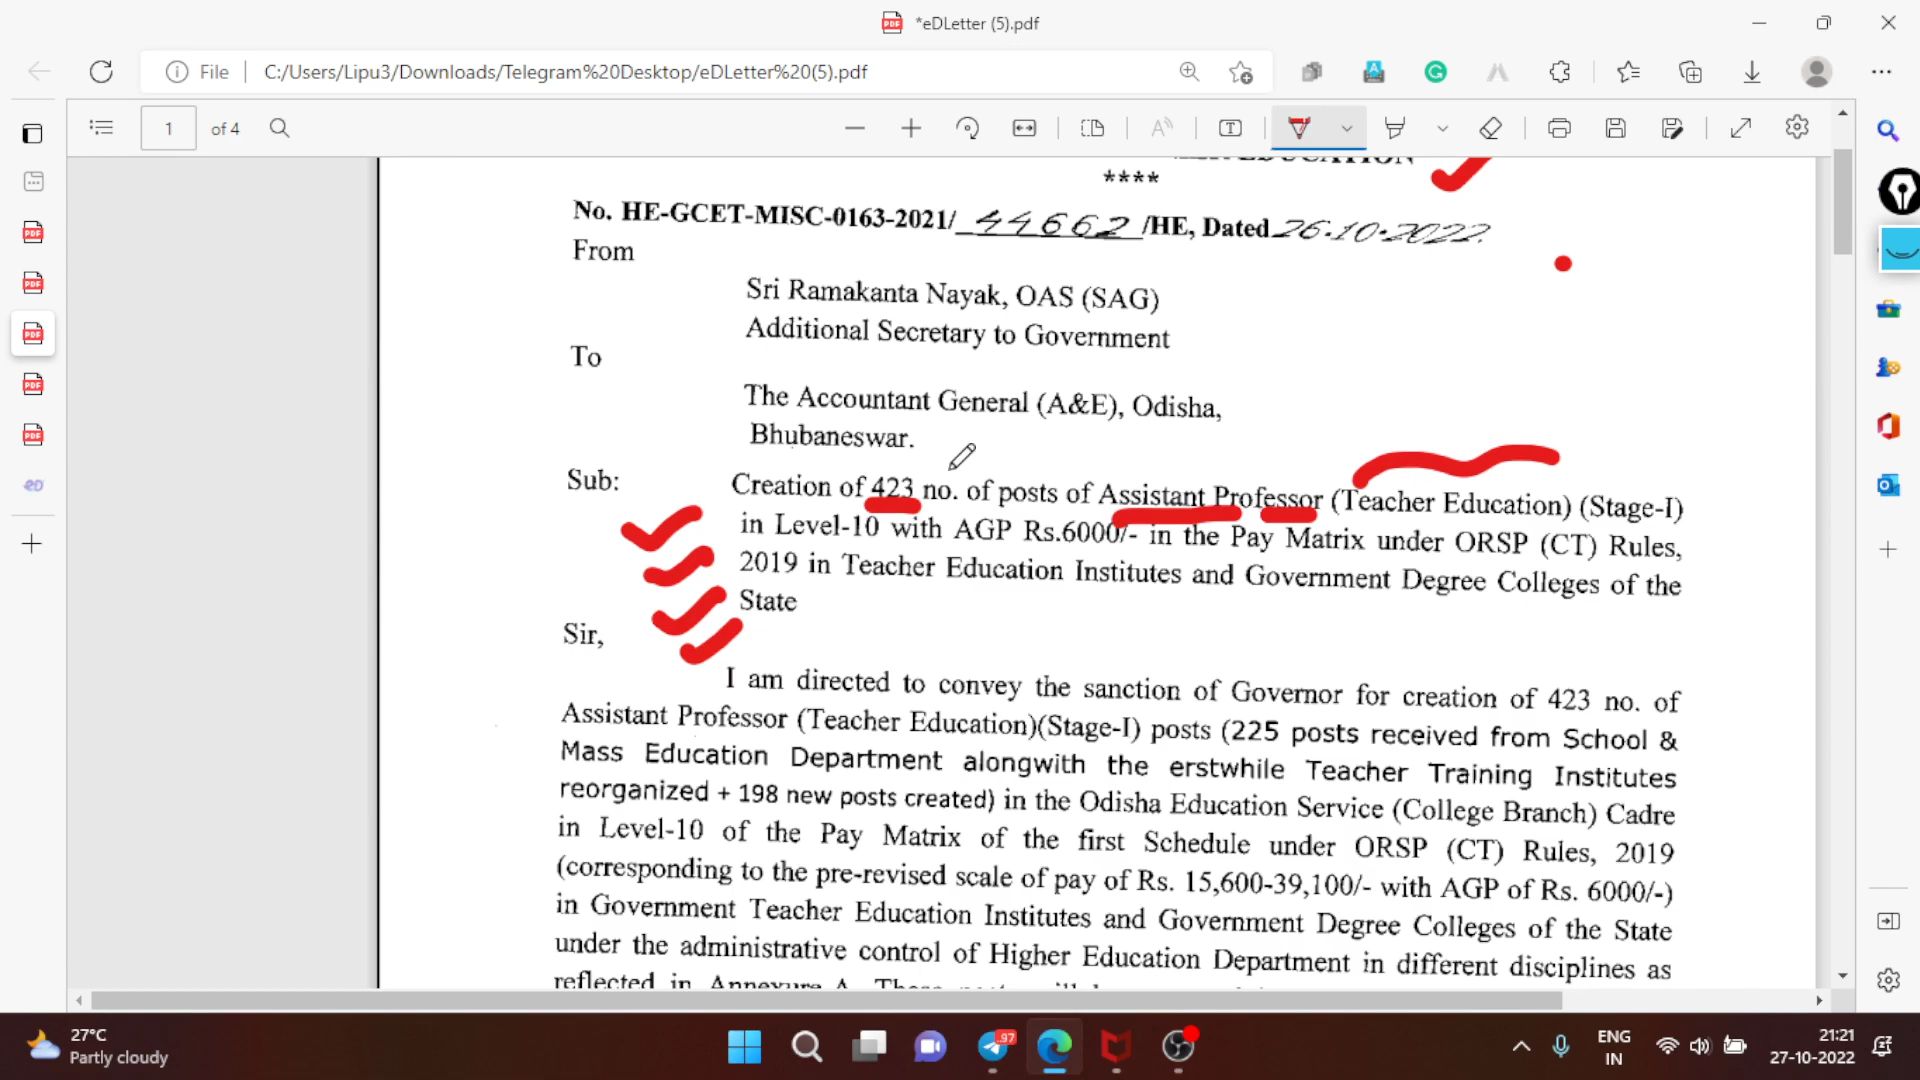 *eDLetter (5).pdf
File
C:/Users/Lipu3/Downloads/Telegram%20Desktop/eDLetter%20(5).pdf
1 of 4
EDUCATION
****
No. HE-GCET-MISC-0163-2021/ 44662 /HE, Dated 26.10.2022.
From
Sri Ramakanta Nayak, OAS (SAG)
Additional Secretary to Government
To
The Accountant General (A&E), Odisha,
Bhubaneswar.
Sub: Creation of 423 no. of posts of Assistant Professor (Teacher Education) (Stage-I)
in Level-10 with AGP Rs.6000/- in the Pay Matrix under ORSP (CT) Rules,
2019 in Teacher Education Institutes and Government Degree Colleges of the
State
Sir,
I am directed to convey the sanction of Governor for creation of 423 no. of
Assistant Professor (Teacher Education)(Stage-I) posts (225 posts received from School &
Mass Education Department alongwith the erstwhile Teacher Training Institutes
reorganized + 198 new posts created) in the Odisha Education Service (College Branch) Cadre
in Level-10 of the Pay Matrix of the first Schedule under ORSP (CT) Rules, 2019
(corresponding to the pre-revised scale of pay of Rs. 15,600-39,100/- with AGP of Rs. 6000/-)
in Government Teacher Education Institutes and Government Degree Colleges of the State
under the administrative control of Higher Education Department in different disciplines as
reflected in Annexure-A. These
27°C
Partly cloudy
97
ENG
IN
21:21
27-10-2022